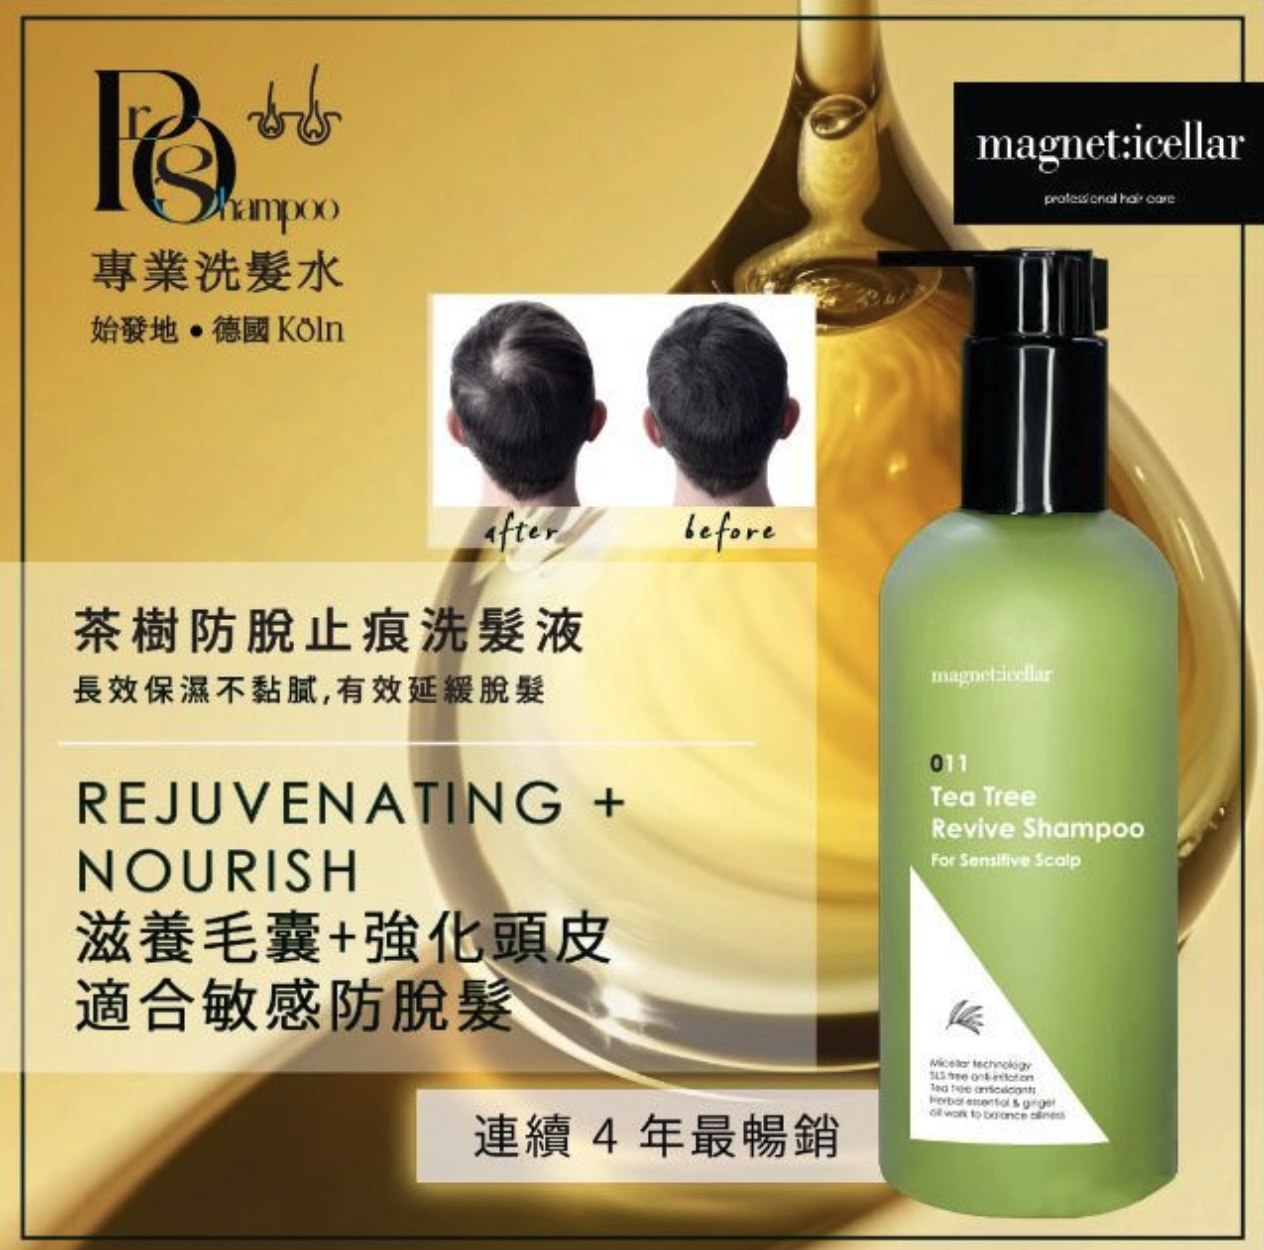 ProShampoo
專業洗髮水
始發地 • 德國 Köln
magnet:icellar
professional hair care
after before
茶樹防脫止痕洗髮液
長效保濕不黏膩,有效延緩脫髮
REJUVENATING +
NOURISH
滋養毛囊+強化頭皮
適合敏感防脫髮
連續 4 年最暢銷
magnet:icellar
011
Tea Tree
Revive Shampoo
For Sensitive Scalp
Micellar technology
SLS free anti-irritation
Tea tree antioxidants
Herbal essential & ginger
oil work to balance oiliness